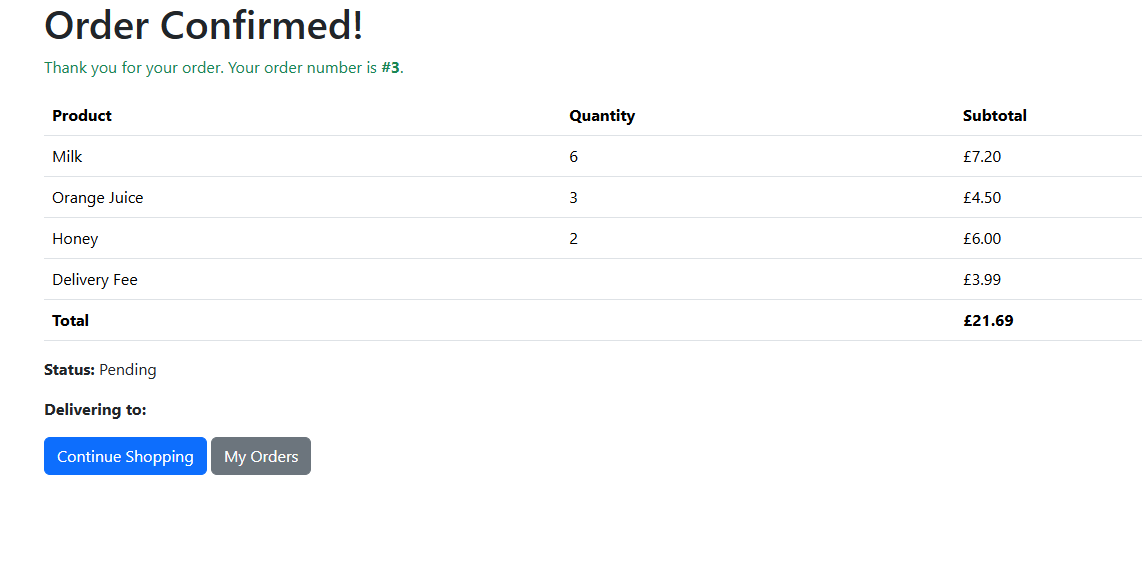 Order Confirmed!
Thank you for your order. Your order number is #3.
Product Quantity Subtotal
Milk 6 £7.20
Orange Juice 3 £4.50
Honey 2 £6.00
Delivery Fee £3.99
Total £21.69
Status: Pending
Delivering to:
Continue Shopping My Orders